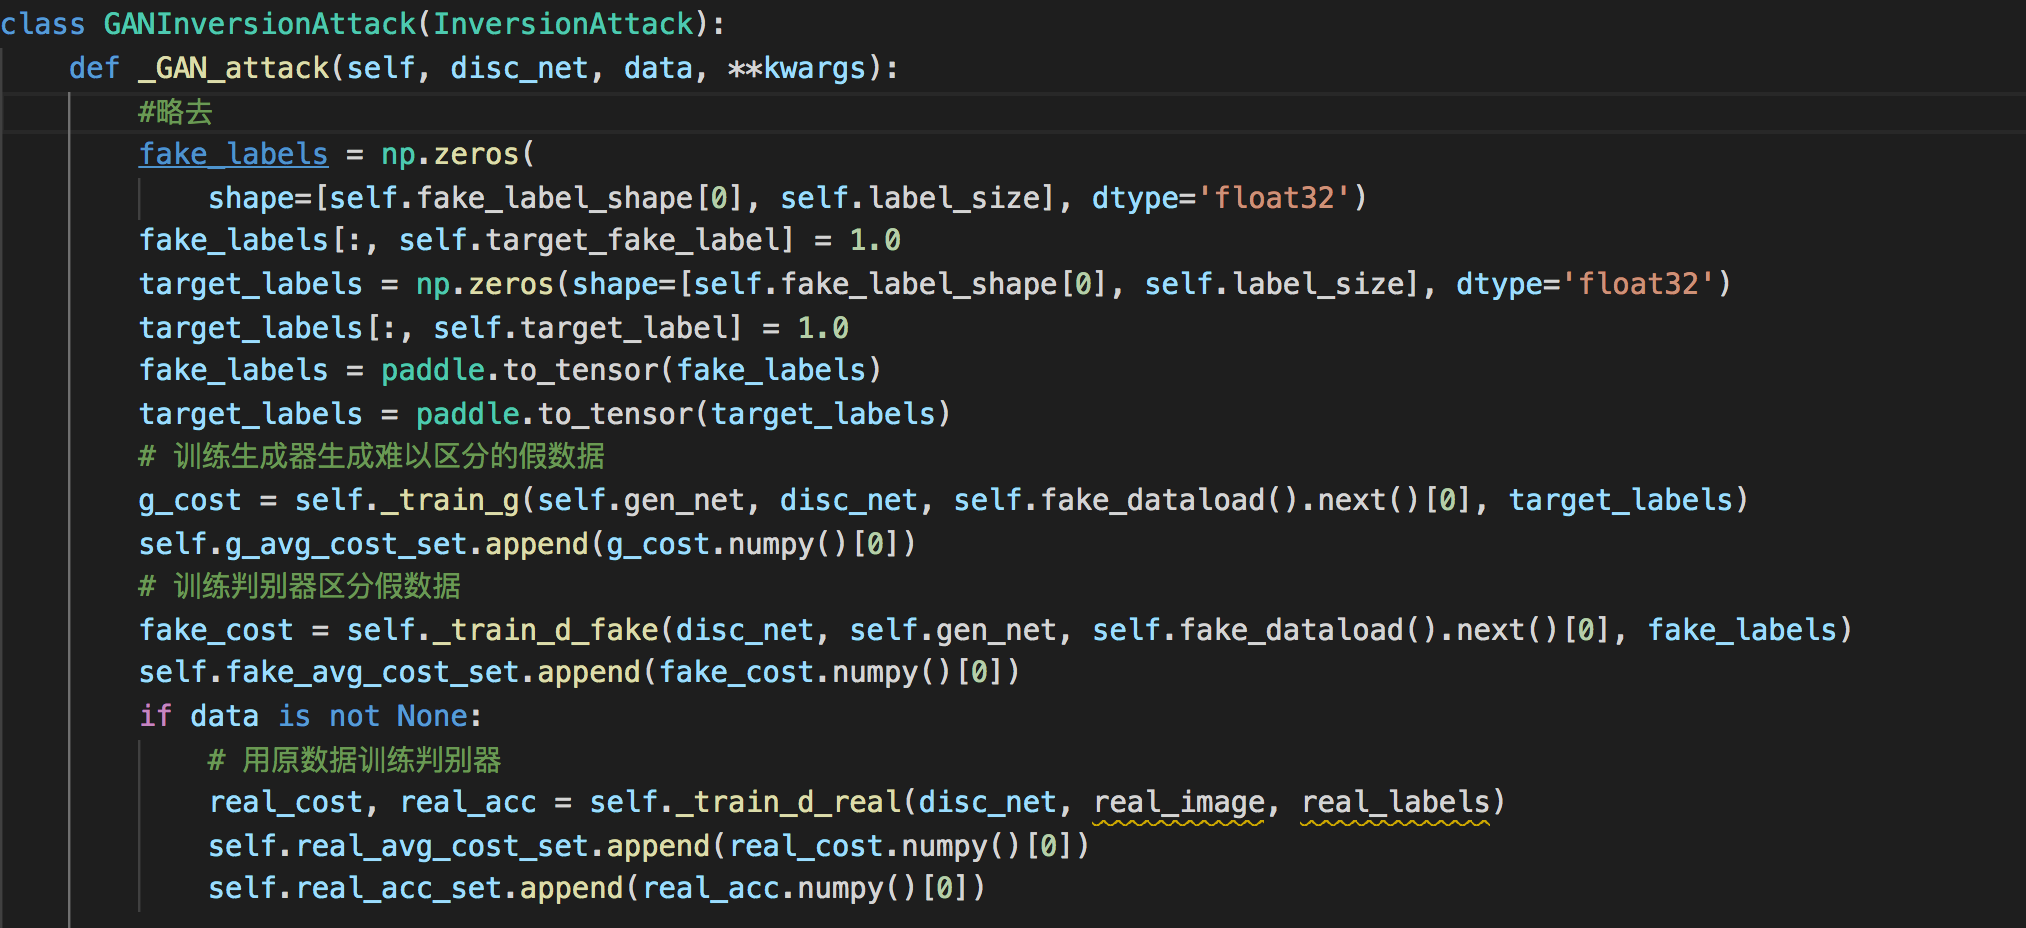 class GANInversionAttack(InversionAttack):
def _GAN_attack(self, disc_net, data, **kwargs):
#略去
fake_labels = np.zeros(
shape=[self.fake_label_shape[0], self.label_size], dtype='float32')
fake_labels[:, self.target_fake_label] = 1.0
target_labels = np.zeros(shape=[self.fake_label_shape[0], self.label_size], dtype='float32')
target_labels[:, self.target_label] = 1.0
fake_labels = paddle.to_tensor(fake_labels)
target_labels = paddle.to_tensor(target_labels)
# 训练生成器生成难以区分的假数据
g_cost = self._train_g(self.gen_net, disc_net, self.fake_dataload().next()[0], target_labels)
self.g_avg_cost_set.append(g_cost.numpy()[0])
# 训练判别器区分假数据
fake_cost = self._train_d_fake(disc_net, self.gen_net, self.fake_dataload().next()[0], fake_labels)
self.fake_avg_cost_set.append(fake_cost.numpy()[0])
if data is not None:
# 用原数据训练判别器
real_cost, real_acc = self._train_d_real(disc_net, real_image, real_labels)
self.real_avg_cost_set.append(real_cost.numpy()[0])
self.real_acc_set.append(real_acc.numpy()[0])